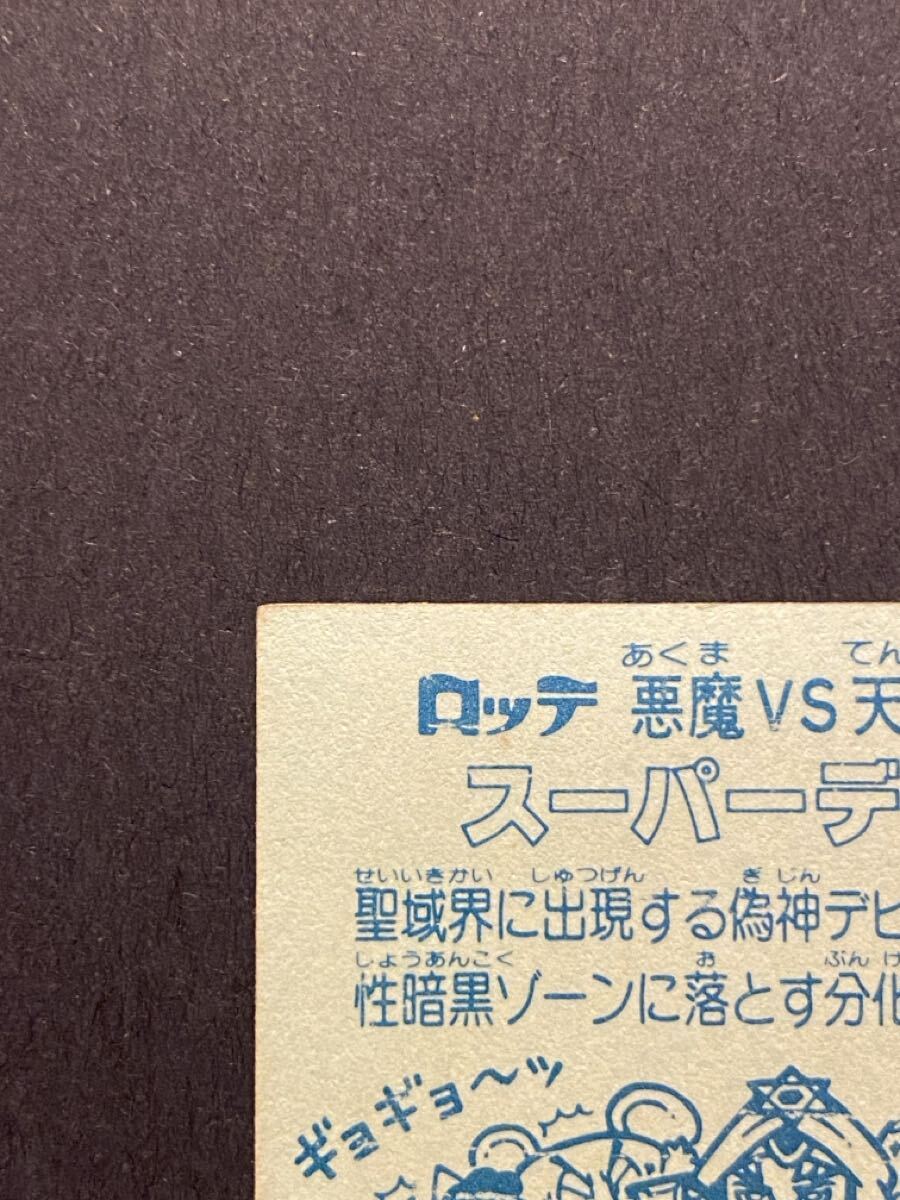 あくま てん
ロッテ 悪魔VS天
スーパーデ
せいいきかい しゅつげん ぎじん
聖域界に出現する偽神デビ
しょうあんこく お ぶんけ
性暗黒ゾーンに落とす分化
ギョギョ〜ッ